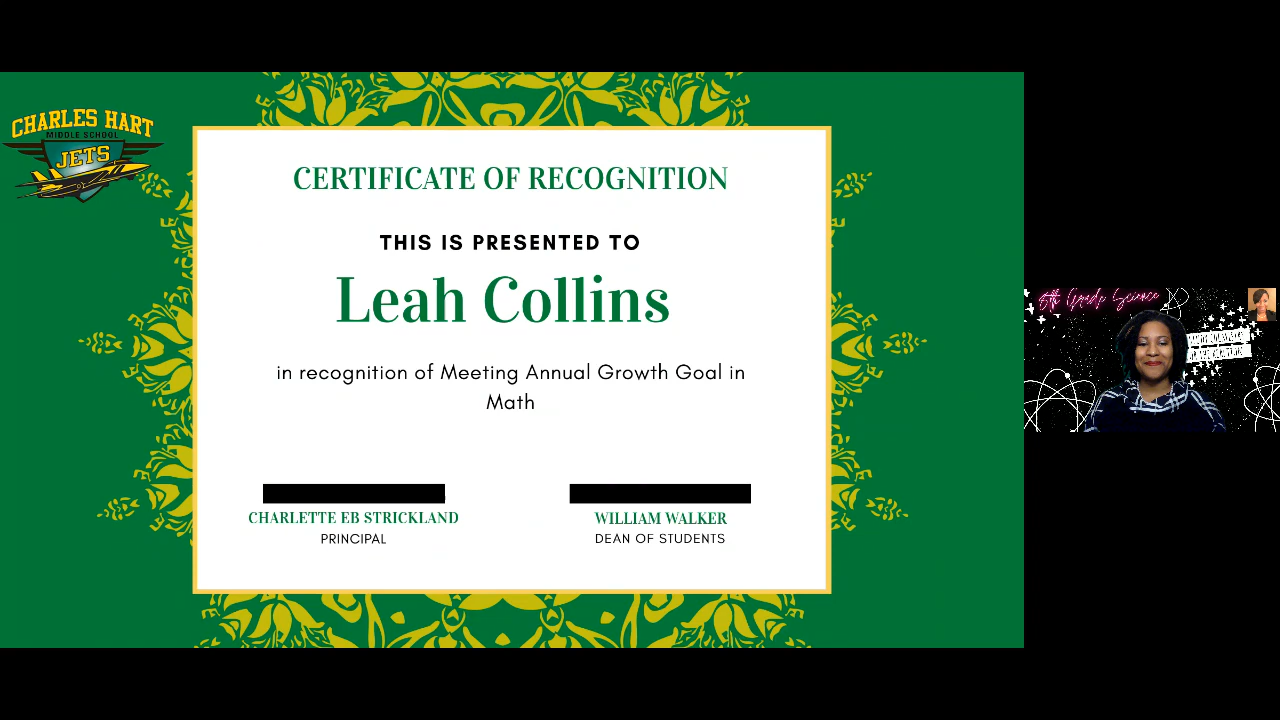 CHARLES HART
MIDDLE SCHOOL
JETS
CERTIFICATE OF RECOGNITION
THIS IS PRESENTED TO
Leah Collins
in recognition of Meeting Annual Growth Goal in
Math
CHARLETTE EB STRICKLAND
PRINCIPAL
WILLIAM WALKER
DEAN OF STUDENTS
8th Grade Science